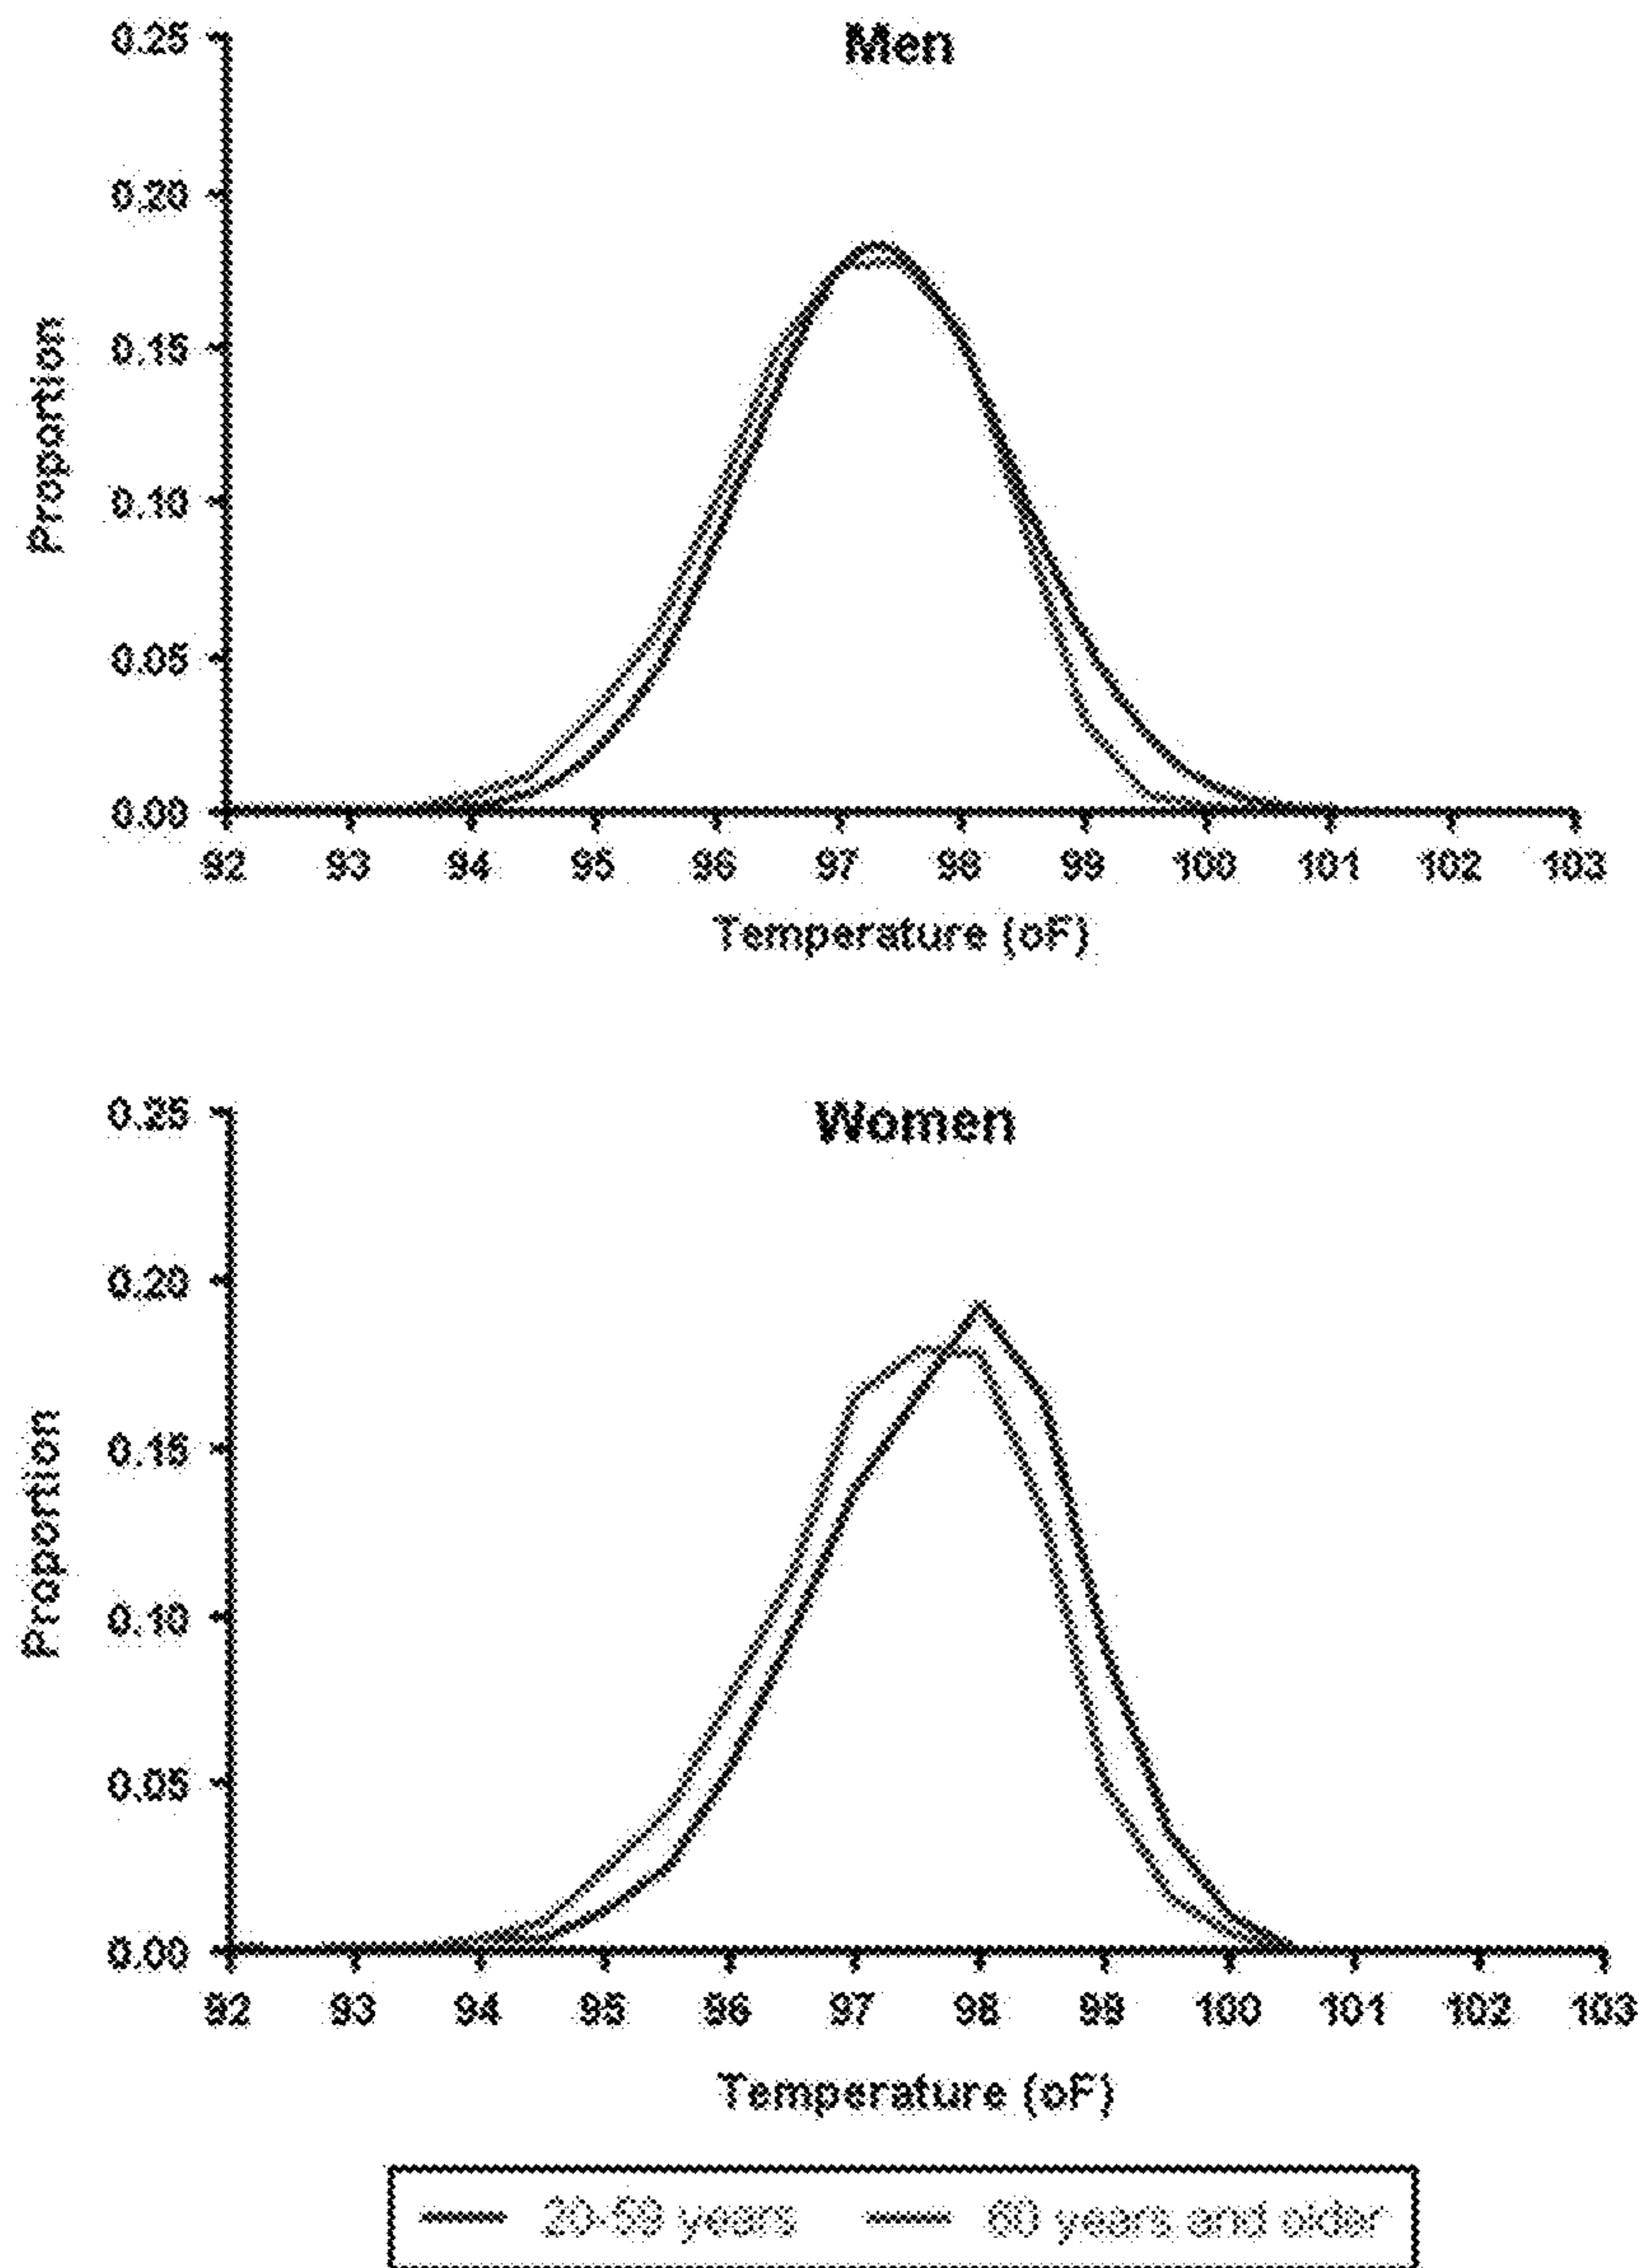 Men
0.25
0.20
0.15
0.10
0.05
0.00
Proportion
92 93 94 95 96 97 98 99 100 101 102 103
Temperature (oF)
Women
0.25
0.20
0.15
0.10
0.05
0.00
Proportion
92 93 94 95 96 97 98 99 100 101 102 103
Temperature (oF)
20-59 years 60 years and older